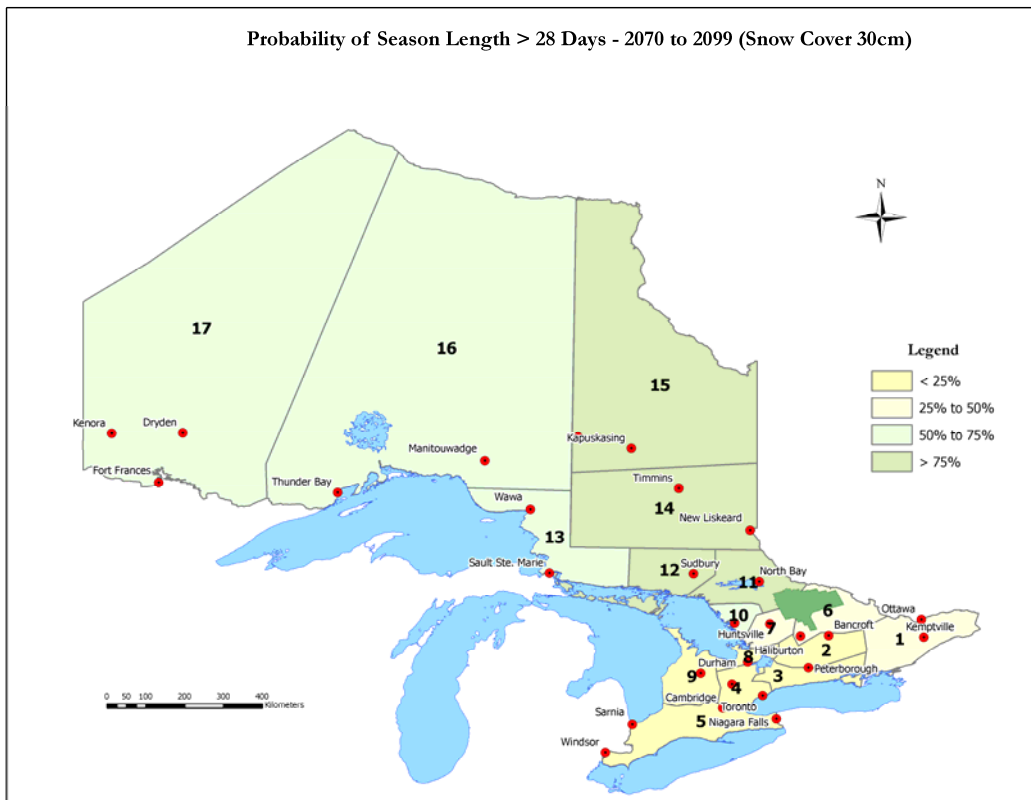 Probability of Season Length > 28 Days - 2070 to 2099 (Snow Cover 30cm)
N
17
16
15
Legend
< 25%
25% to 50%
50% to 75%
> 75%
Kenora
Dryden
Kapuskasing
Manitouwadge
Fort Frances
Thunder Bay
Timmins
Wawa
14
New Liskeard
13
Sault Ste. Marie
12
Sudbury
11
North Bay
10
6
Ottawa
7
Bancroft
Kemptville
Huntsville
1
Haliburton
2
8
Durham
Peterborough
9
3
4
Cambridge
Toronto
Sarnia
5
Niagara Falls
Windsor
0 50 100 200 300 400
Kilometers